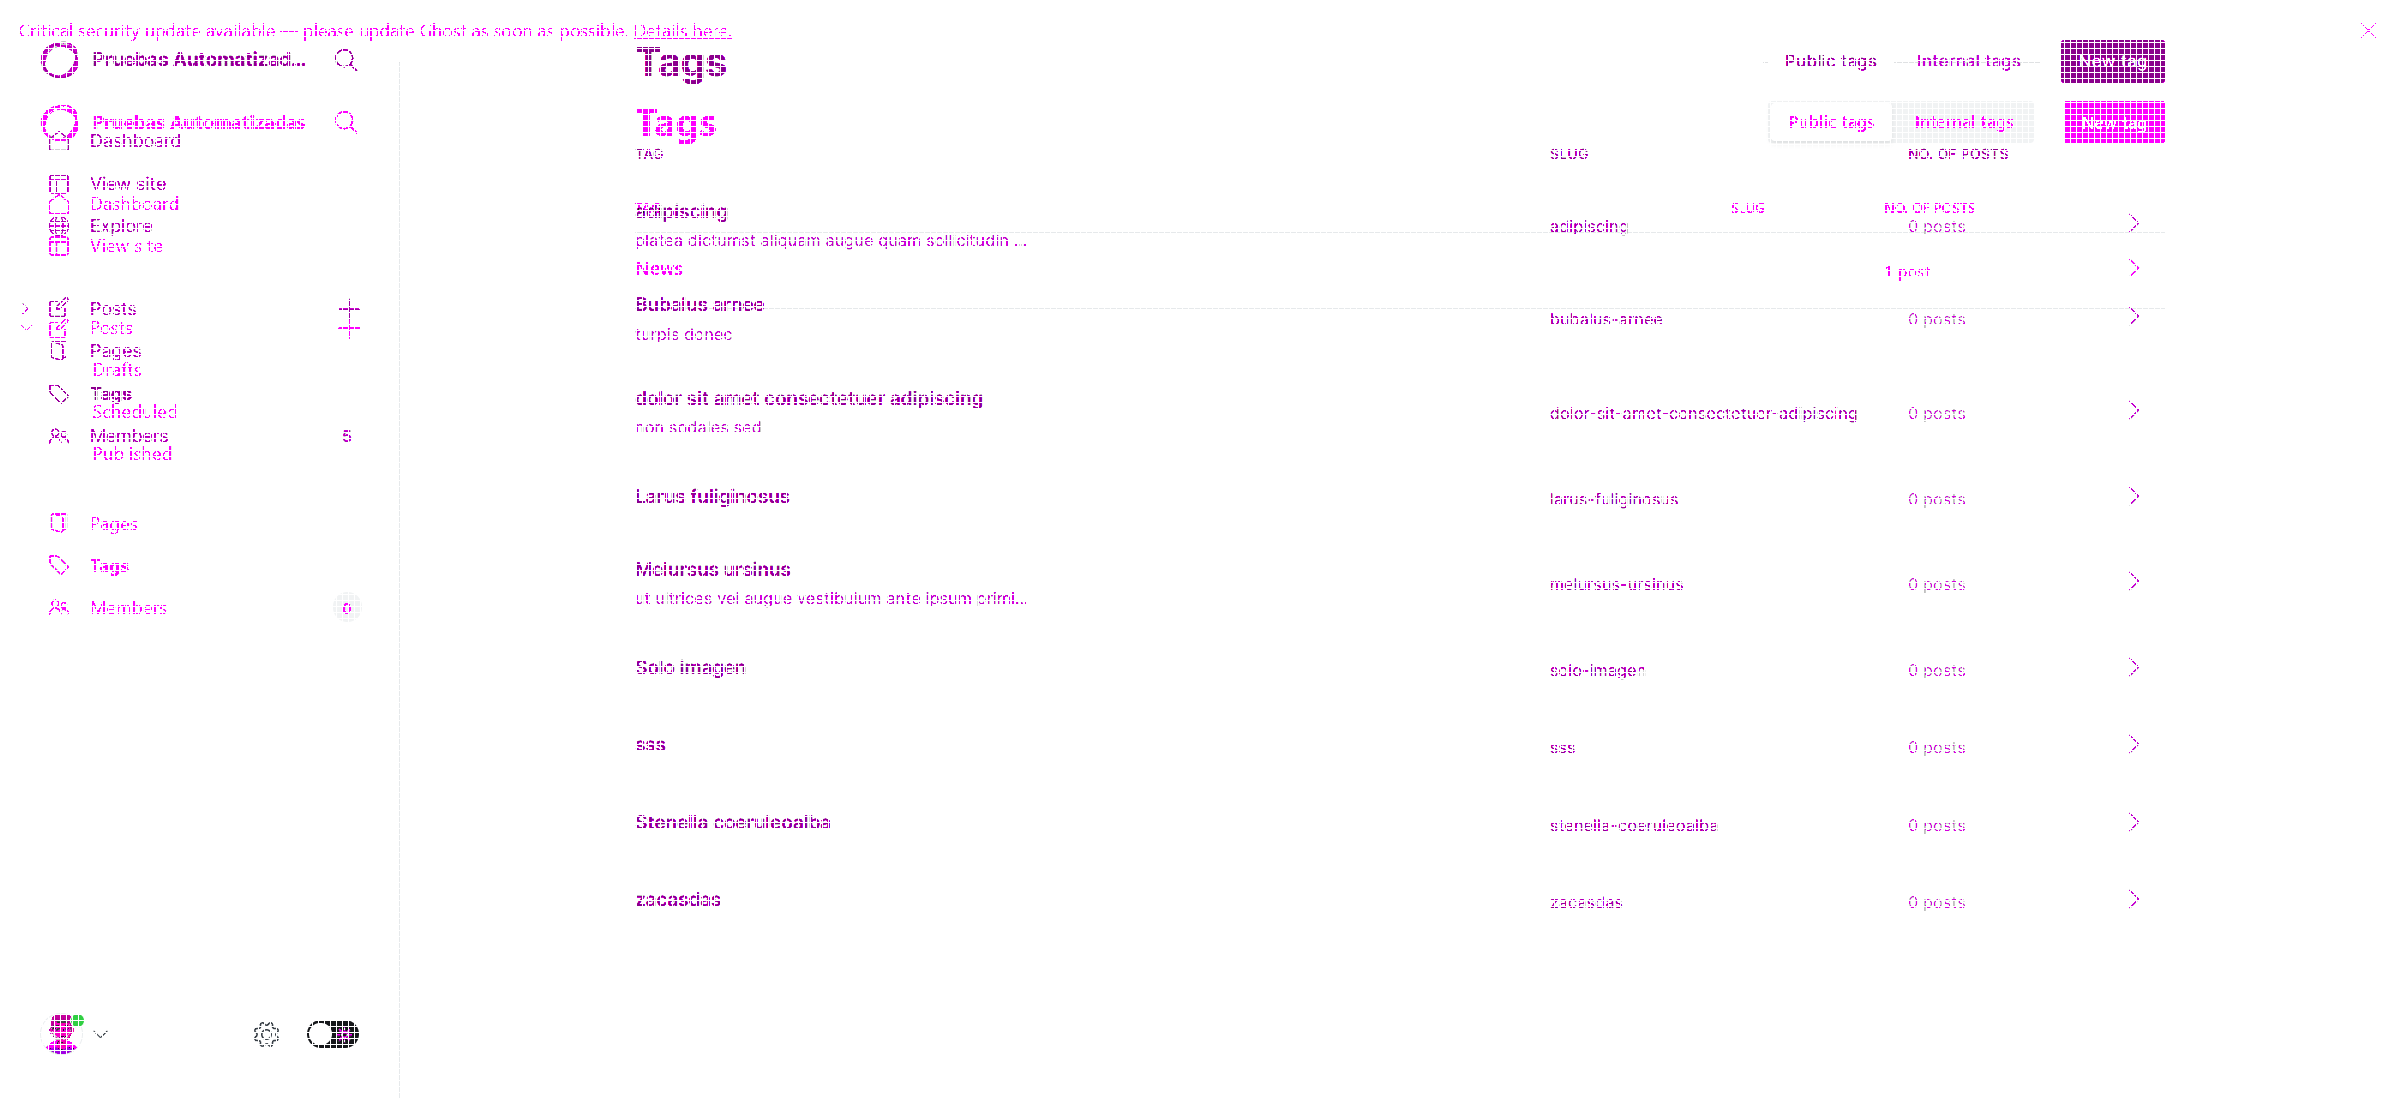 Critical security update available — please update Ghost as soon as possible. Details here.
Pruebas Automatizad...
Tags
Public tags
Internal tags
New tag
Pruebas Automatizadas
Tags
Public tags
Internal tags
New tag
Dashboard
TAG
SLUG
NO. OF POSTS
View site
Dashboard
TAG
SLUG
NO. OF POSTS
adipiscing
Explore
adipiscing
0 posts
platea dictumst aliquam augue quam sollicitudin ...
View site
News
1 post
Bubalus arnee
Posts
bubalus-arnee
0 posts
Posts
turpis donec
Pages
Drafts
Tags
dolor sit amet consectetuer adipiscing
Scheduled
dolor-sit-amet-consectetuer-adipiscing
0 posts
non sodales sed
Members
5
Published
Larus fuliginosus
larus-fuliginosus
0 posts
Pages
Tags
Melursus ursinus
melursus-ursinus
0 posts
ut ultrices vel augue vestibulum ante ipsum primi...
Members
0
Solo imagen
solo-imagen
0 posts
sss
sss
0 posts
Stenella coeruleoalba
stenella-coeruleoalba
0 posts
zacasdas
zacasdas
0 posts